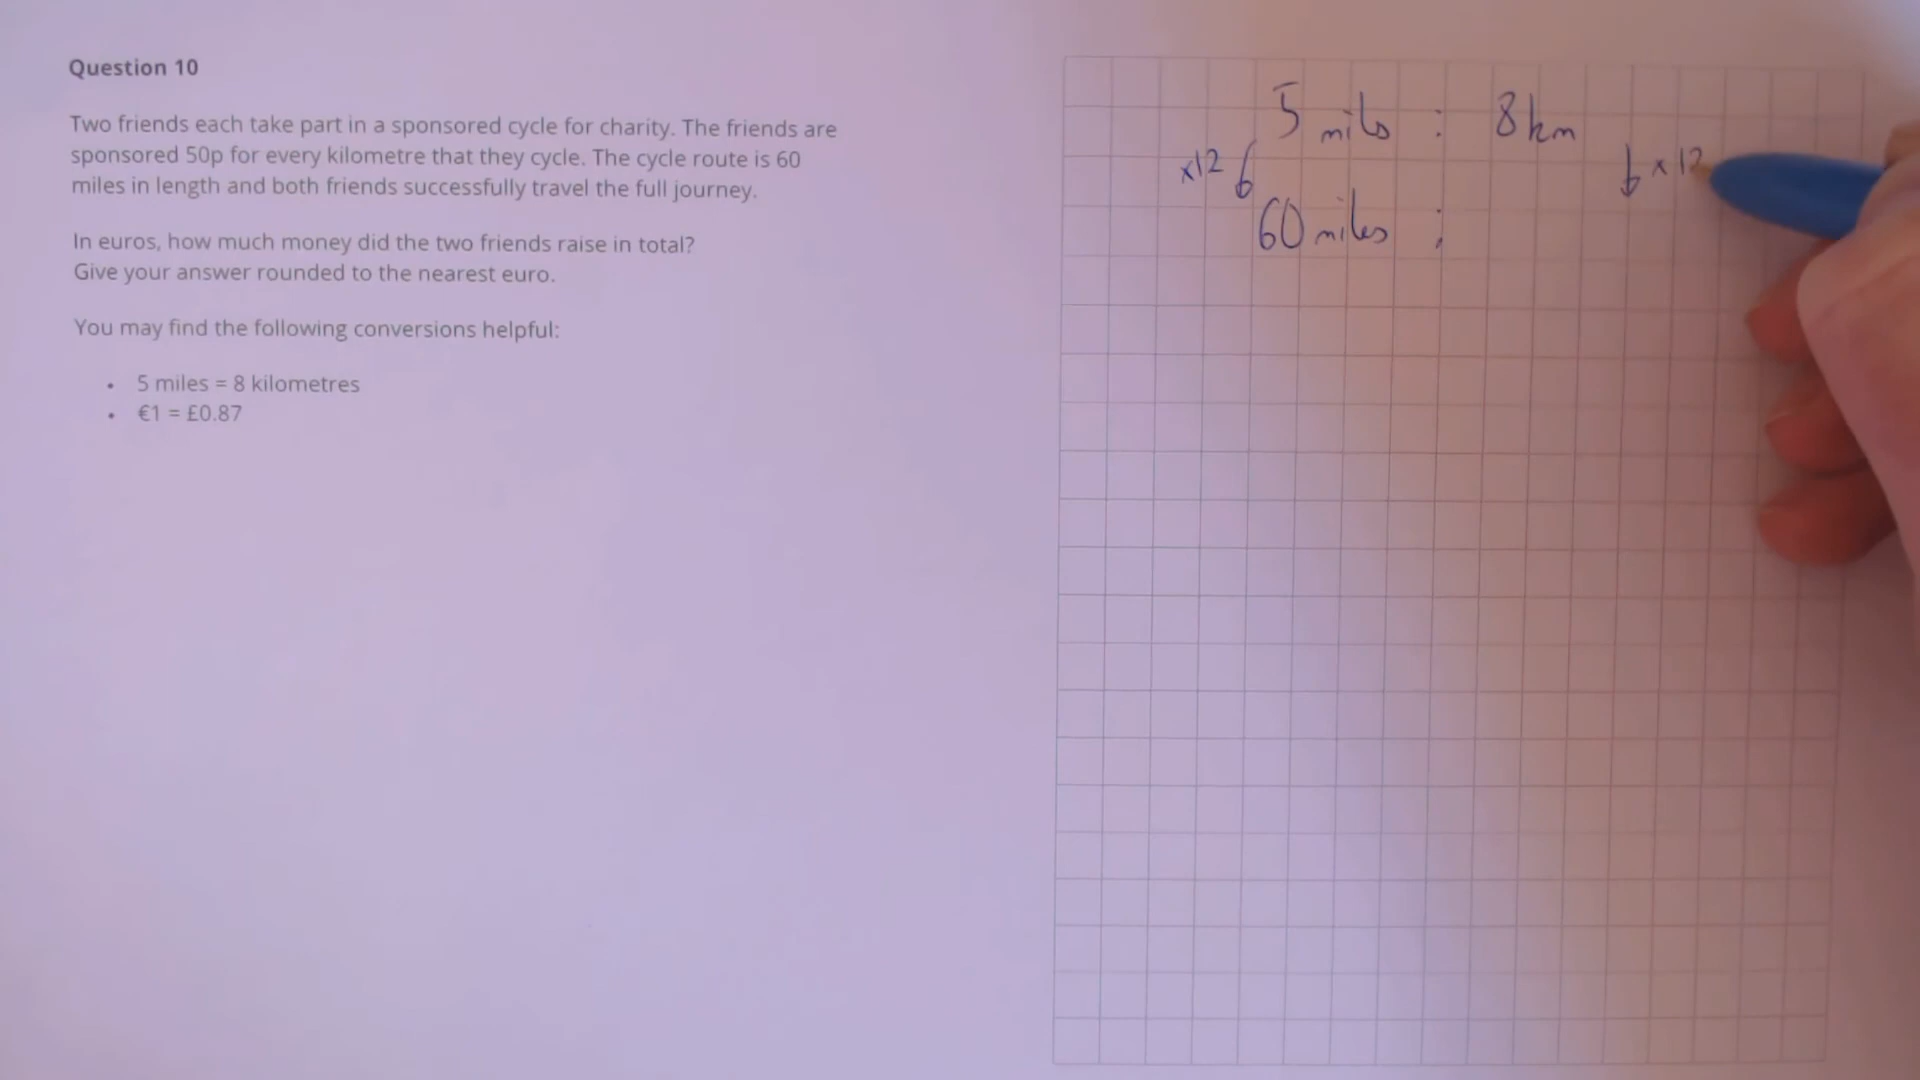 Question 10
Two friends each take part in a sponsored cycle for charity. The friends are
sponsored 50p for every kilometre that they cycle. The cycle route is 60
miles in length and both friends successfully travel the full journey.
In euros, how much money did the two friends raise in total?
Give your answer rounded to the nearest euro.
You may find the following conversions helpful:
• 5 miles = 8 kilometres
• €1 = £0.87
5 miles : 8 km
×12 ↓ ↓ × 12
60 miles :